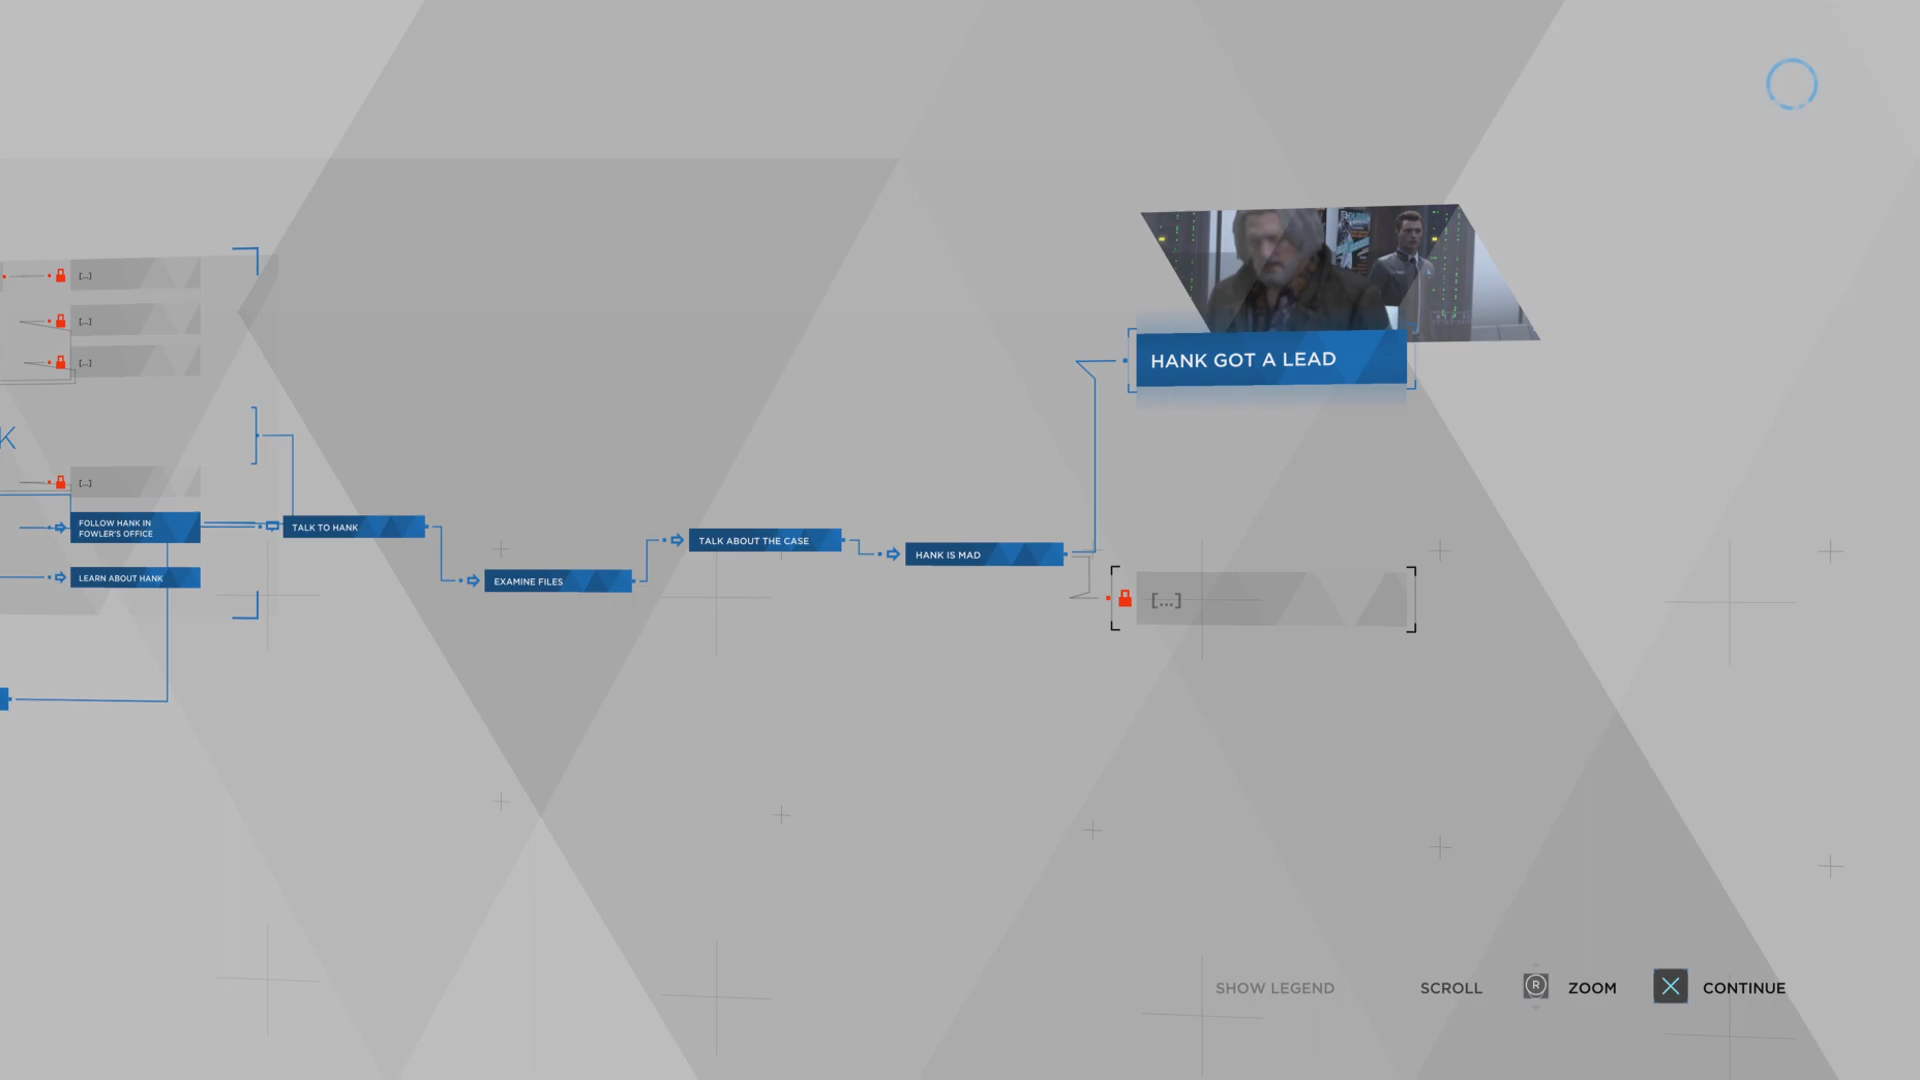 [...]
[...]
[...]
K
[...]
FOLLOW HANK IN
FOWLER'S OFFICE
LEARN ABOUT HANK
TALK TO HANK
EXAMINE FILES
TALK ABOUT THE CASE
HANK IS MAD
HANK GOT A LEAD
[...]
SHOW LEGEND
SCROLL
R
ZOOM
CONTINUE